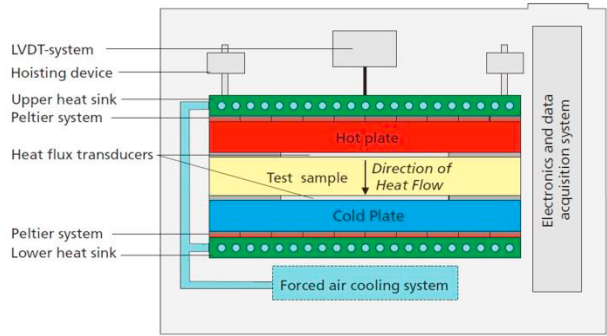 LVDT-system
Hoisting device
Upper heat sink
Peltier system
Hot plate
Heat flux transducers
Test sample
Direction of
Heat Flow
Cold Plate
Peltier system
Lower heat sink
Forced air cooling system
Electronics and data
acquisition system